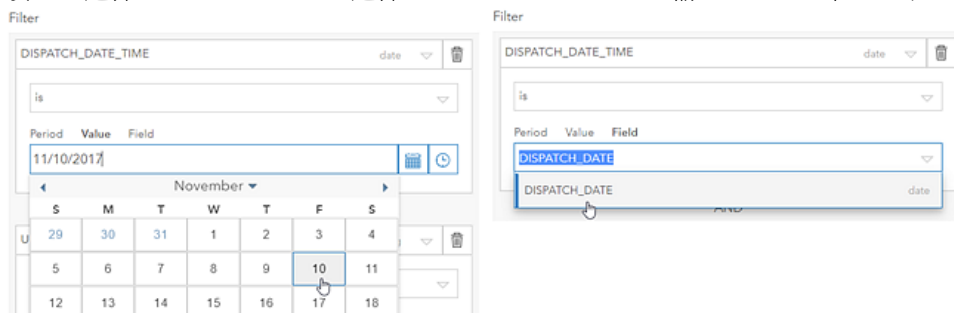 Filter
DISPATCH_DATE_TIME date
is
Period Value Field
11/10/2017
November
S M T W T F S
29 30 31 1 2 3 4
5 6 7 8 9 10 11
12 13 14 15 16 17 18
U
Filter
DISPATCH_DATE_TIME date
is
Period Value Field
DISPATCH_DATE
DISPATCH_DATE date
AND